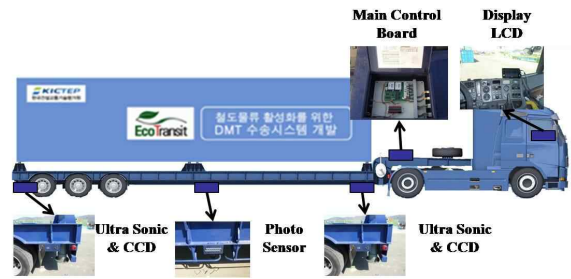 Main Control
Board
Display
LCD
KICTEP
EcoTransit
철도물류 활성화를 위한
DMT 수송시스템 개발
Ultra Sonic
& CCD
Photo
Sensor
Ultra Sonic
& CCD